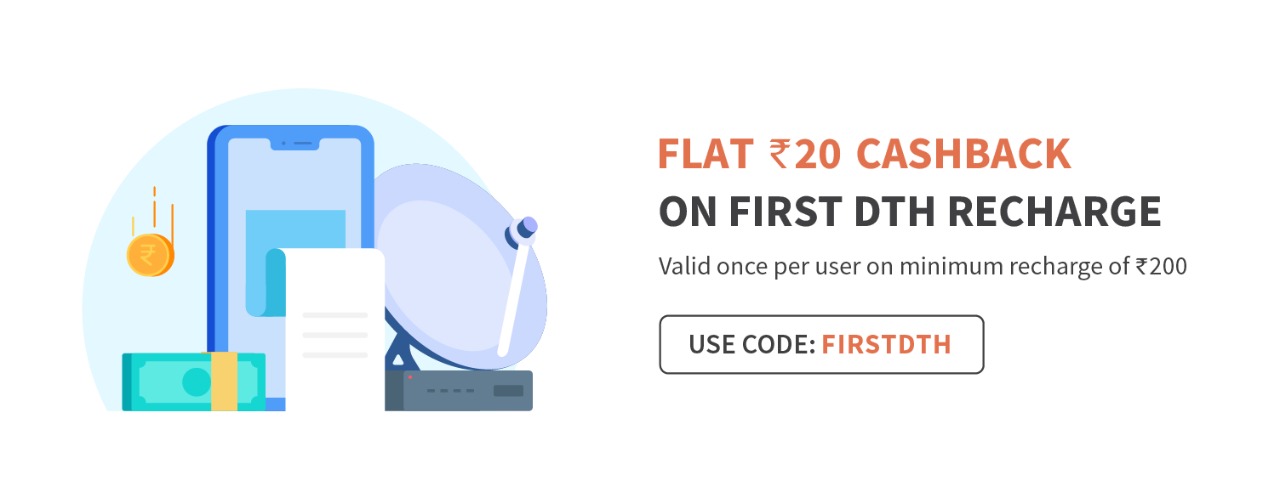 FLAT ₹20 CASHBACK
ON FIRST DTH RECHARGE
Valid once per user on minimum recharge of ₹200
USE CODE: FIRSTDTH
₹